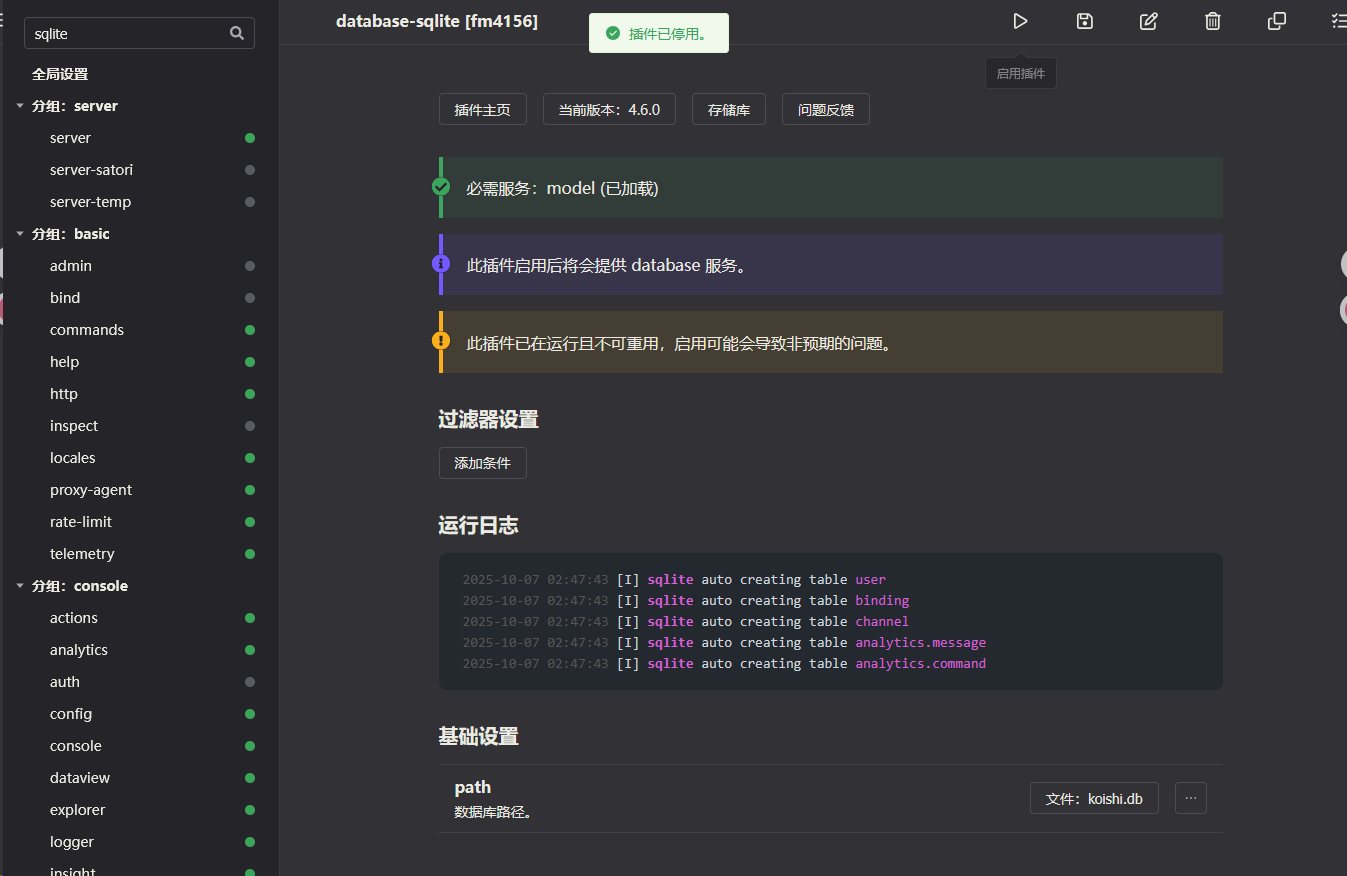 sqlite
全局设置
分组：server
server
server-satori
server-temp
分组：basic
admin
bind
commands
help
http
inspect
locales
proxy-agent
rate-limit
telemetry
分组：console
actions
analytics
auth
config
console
dataview
explorer
logger
insight
database-sqlite [fm4156]
插件已停用。
启用插件
插件主页
当前版本：4.6.0
存储库
问题反馈
必需服务：model (已加载)
此插件启用后将会提供 database 服务。
此插件已在运行且不可重用，启用可能会导致非预期的问题。
过滤器设置
添加条件
运行日志
2025-10-07 02:47:43 [I] sqlite auto creating table user
2025-10-07 02:47:43 [I] sqlite auto creating table binding
2025-10-07 02:47:43 [I] sqlite auto creating table channel
2025-10-07 02:47:43 [I] sqlite auto creating table analytics.message
2025-10-07 02:47:43 [I] sqlite auto creating table analytics.command
基础设置
path
数据库路径。
文件：koishi.db